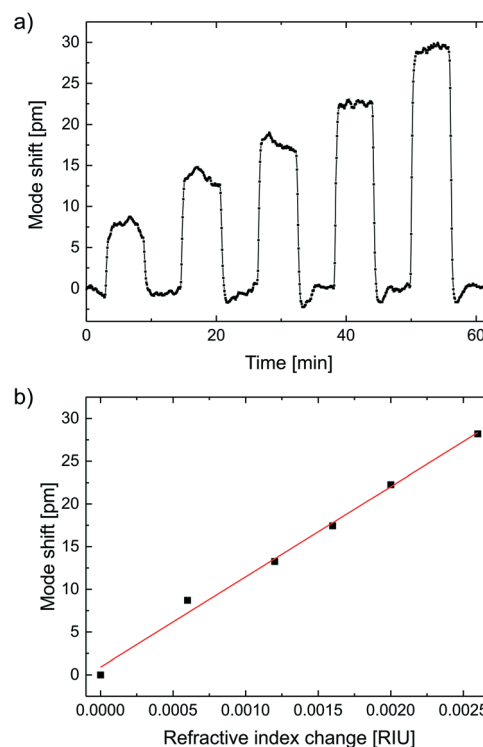 a)
30
25
20
15
10
5
0
Mode shift [pm]
0 20 40 60
Time [min]
b)
30
25
20
15
10
5
0
Mode shift [pm]
0.0000 0.0005 0.0010 0.0015 0.0020 0.0025
Refractive index change [RIU]